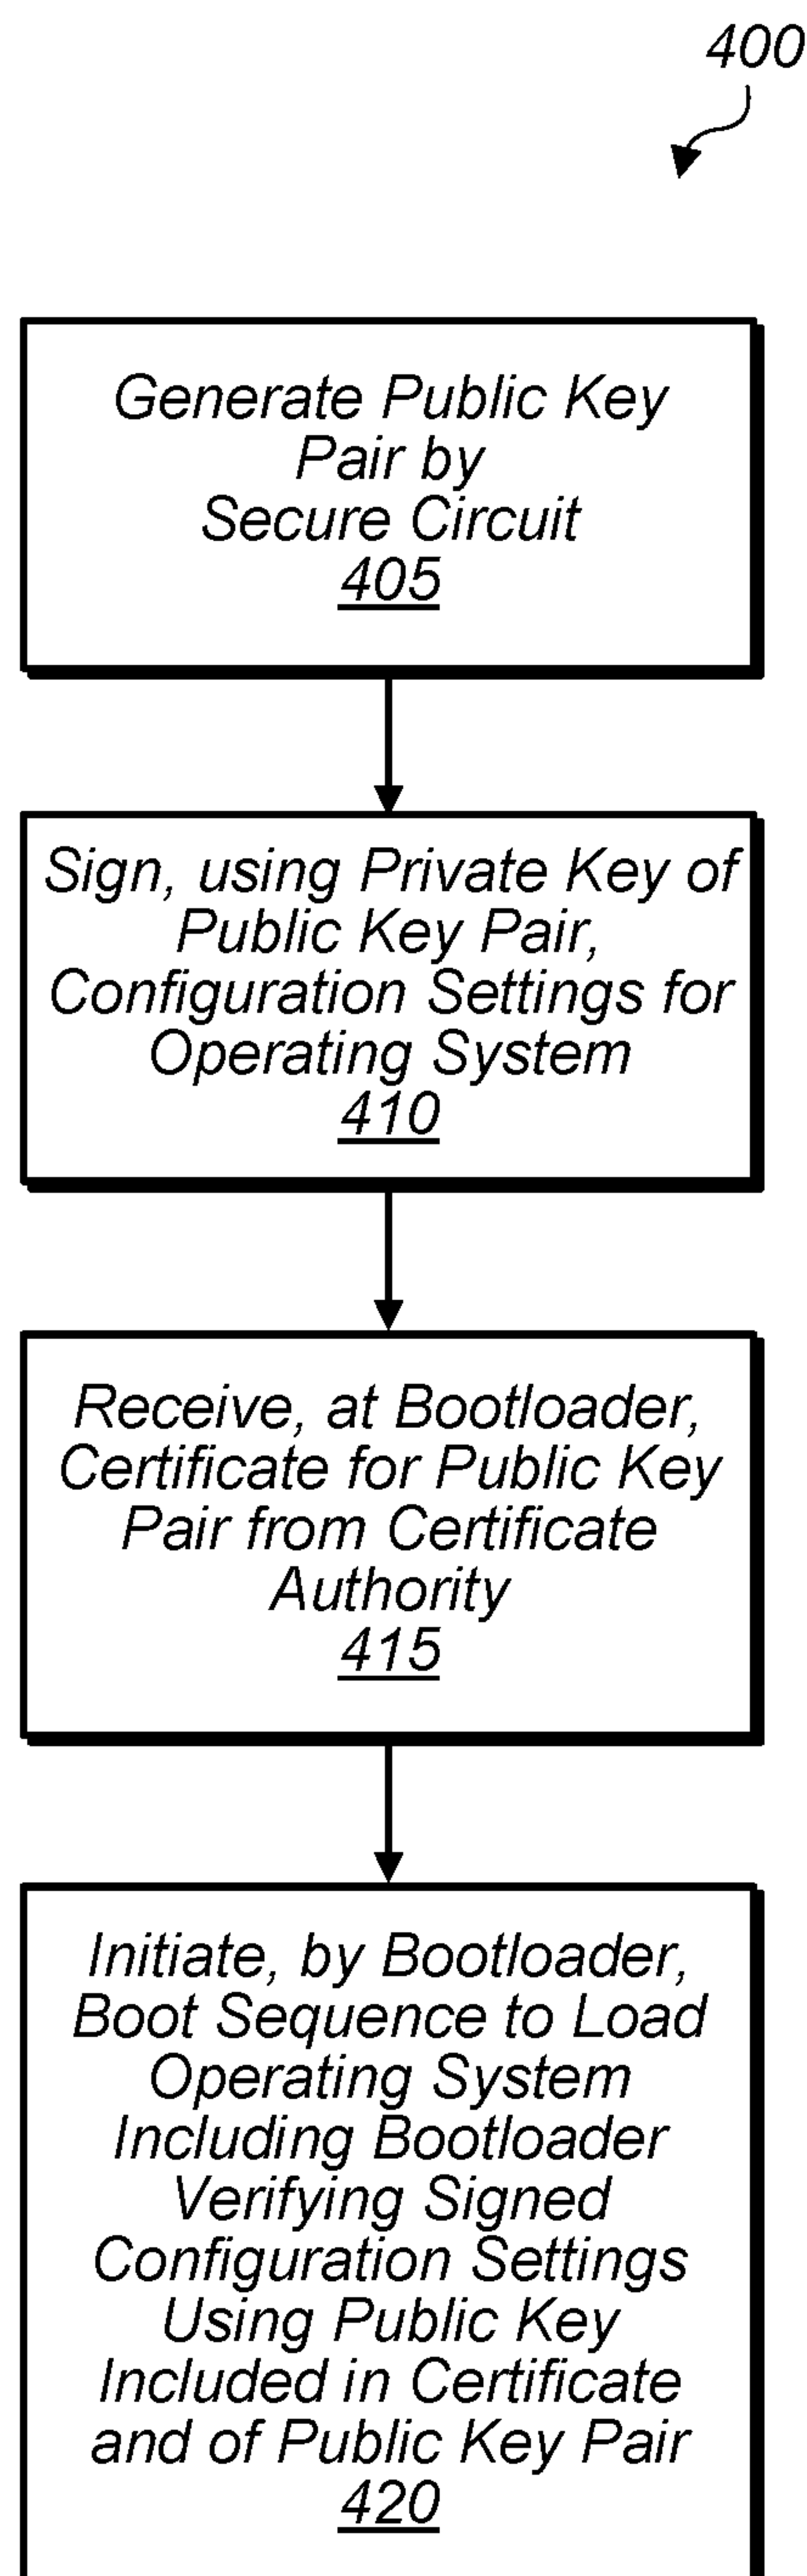 400
Generate Public Key
Pair by
Secure Circuit
405
Sign, using Private Key of
Public Key Pair,
Configuration Settings for
Operating System
410
Receive, at Bootloader,
Certificate for Public Key
Pair from Certificate
Authority
415
Initiate, by Bootloader,
Boot Sequence to Load
Operating System
Including Bootloader
Verifying Signed
Configuration Settings
Using Public Key
Included in Certificate
and of Public Key Pair
420